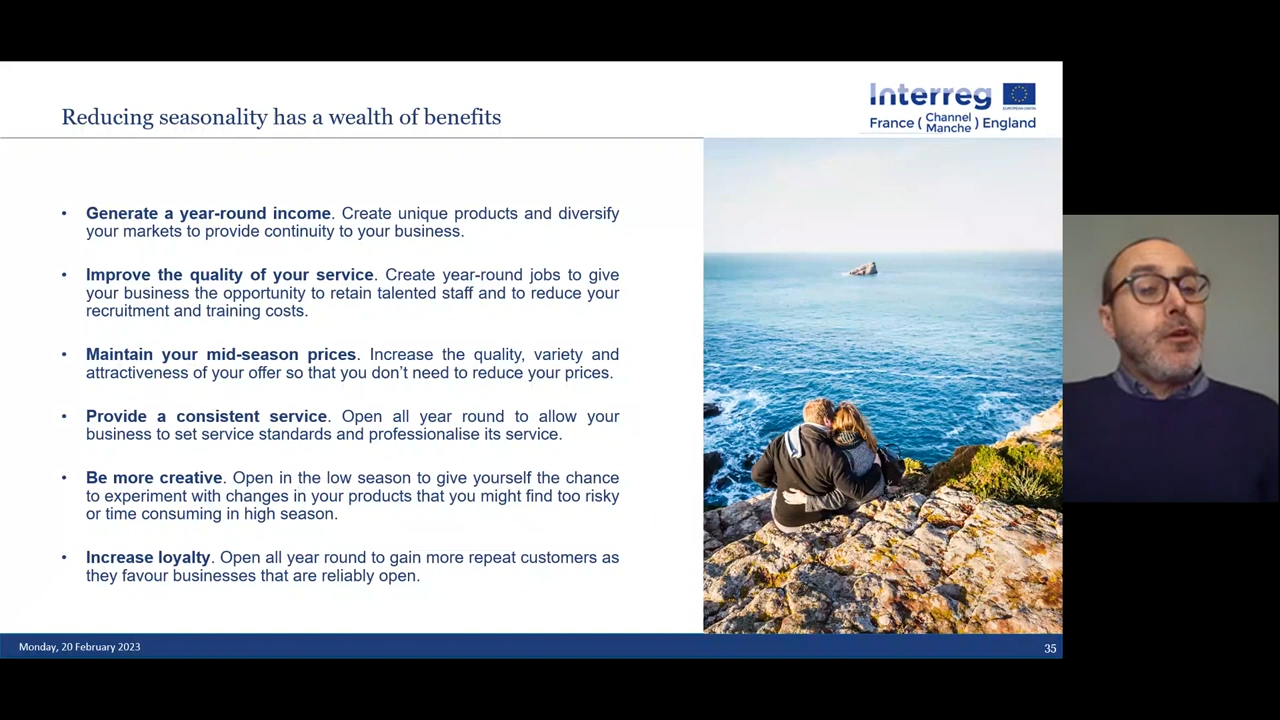 Reducing seasonality has a wealth of benefits
Interreg
EUROPEAN UNION
France ( Channel Manche ) England
• Generate a year-round income. Create unique products and diversify
your markets to provide continuity to your business.
• Improve the quality of your service. Create year-round jobs to give
your business the opportunity to retain talented staff and to reduce your
recruitment and training costs.
• Maintain your mid-season prices. Increase the quality, variety and
attractiveness of your offer so that you don’t need to reduce your prices.
• Provide a consistent service. Open all year round to allow your
business to set service standards and professionalise its service.
• Be more creative. Open in the low season to give yourself the chance
to experiment with changes in your products that you might find too risky
or time consuming in high season.
• Increase loyalty. Open all year round to gain more repeat customers as
they favour businesses that are reliably open.
Monday, 20 February 2023
35